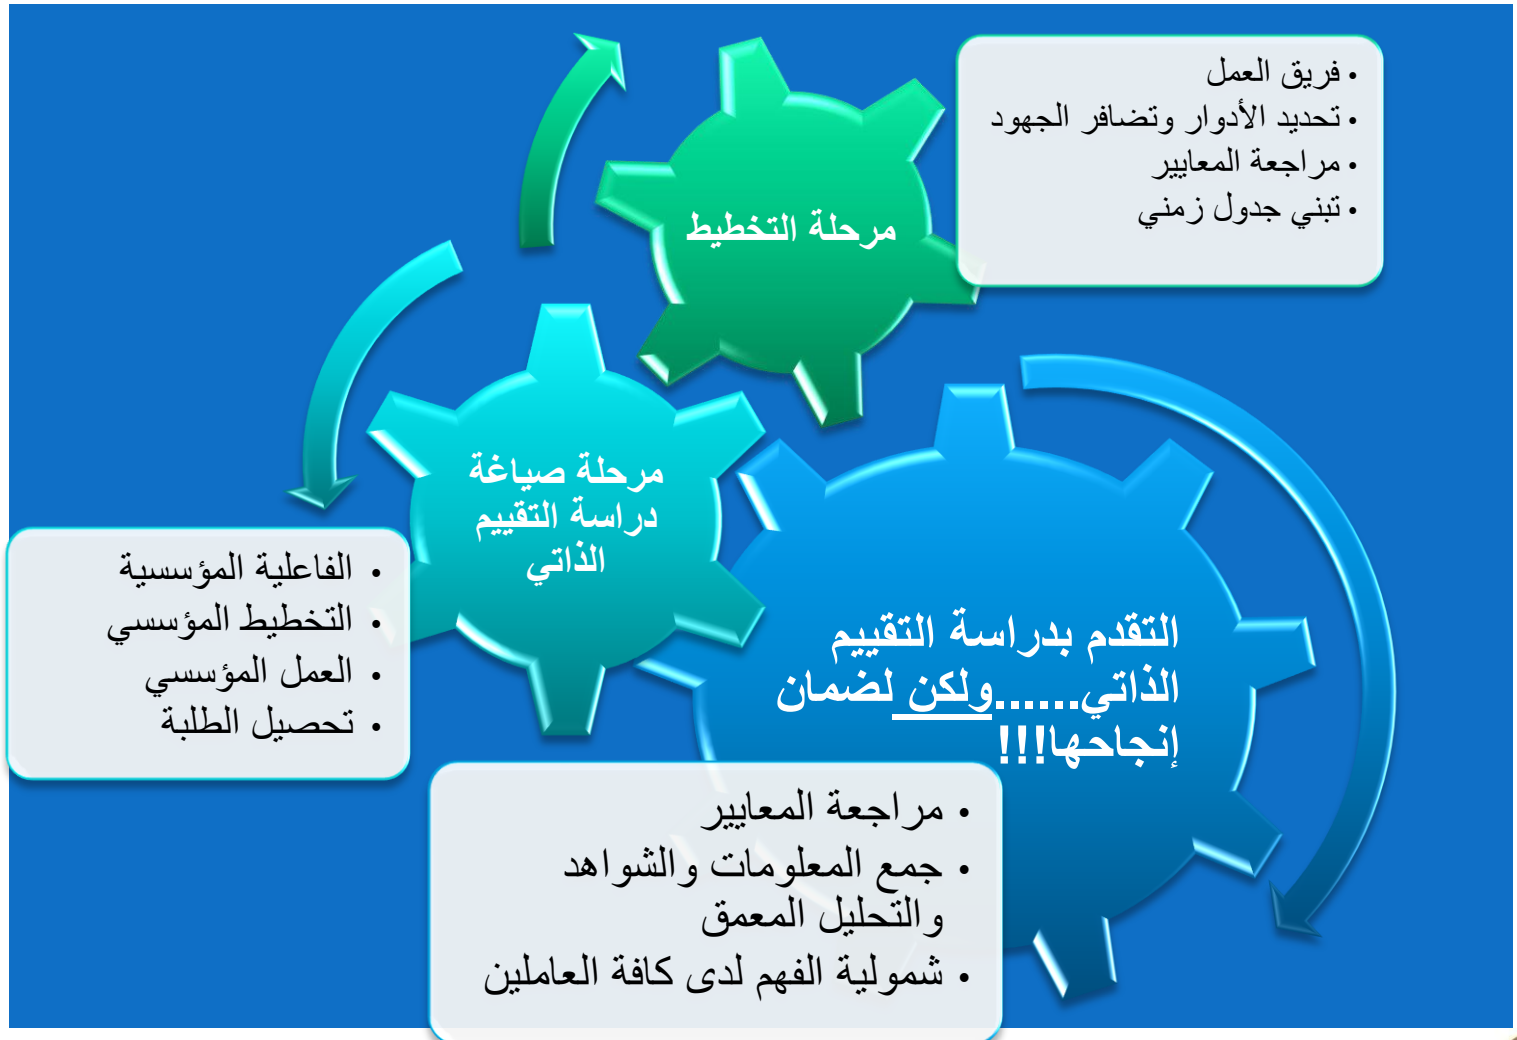 • فريق العمل
• تحديد الأدوار وتضافر الجهود
• مراجعة المعايير
• تبني جدول زمني
مرحلة التخطيط
مرحلة صياغة
دراسة التقييم
الذاتي
• الفاعلية المؤسسية
• التخطيط المؤسسي
• العمل المؤسسي
• تحصيل الطلبة
التقدم بدراسة التقييم
الذاتي......ولكن لضمان
إنجاحها!!!
• مراجعة المعايير
• جمع المعلومات والشواهد
والتحليل المعمق
• شمولية الفهم لدى كافة العاملين